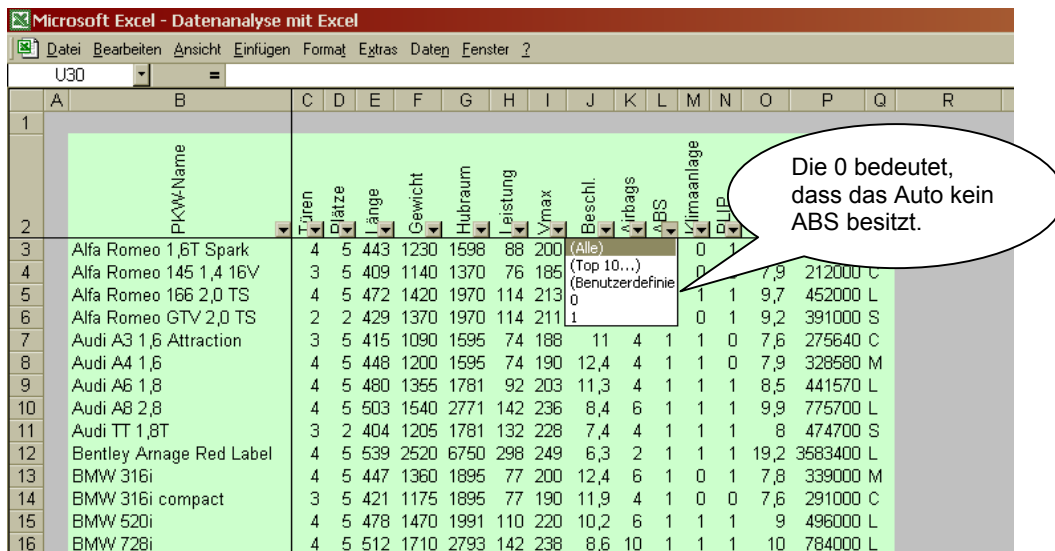 Microsoft Excel - Datenanalyse mit Excel
Datei Bearbeiten Ansicht Einfügen Format Extras Daten Fenster ?
U30 =
A B C D E F G H I J K L M N O P Q R
1
2 PKW-Name Türen Plätze Länge Gewicht Hubraum Leistung Vmax Beschl. Airbags ABS Klimaanlage
Die 0 bedeutet,
dass das Auto kein
ABS besitzt.
(Alle)
(Top 10...)
(Benutzerdefinie
0
1
3 Alfa Romeo 1,6T Spark 4 5 443 1230 1598 88 200 0 1
4 Alfa Romeo 145 1,4 16V 3 5 409 1140 1370 76 185 0 7,9 212000 C
5 Alfa Romeo 166 2,0 TS 4 5 472 1420 1970 114 213 1 1 9,7 452000 L
6 Alfa Romeo GTV 2,0 TS 2 2 429 1370 1970 114 211 0 1 9,2 391000 S
7 Audi A3 1,6 Attraction 3 5 415 1090 1595 74 188 11 4 1 1 0 7,6 275640 C
8 Audi A4 1,6 4 5 448 1200 1595 74 190 12,4 4 1 1 0 7,9 328580 M
9 Audi A6 1,8 4 5 480 1355 1781 92 203 11,3 4 1 1 1 8,5 441570 L
10 Audi A8 2,8 4 5 503 1540 2771 142 236 8,4 6 1 1 1 9,9 775700 L
11 Audi TT 1,8T 3 2 404 1205 1781 132 228 7,4 4 1 1 1 8 474700 S
12 Bentley Arnage Red Label 4 5 539 2520 6750 298 249 6,3 2 1 1 1 19,2 3583400 L
13 BMW 316i 4 5 447 1360 1895 77 200 12,4 6 1 0 1 7,8 339000 M
14 BMW 316i compact 3 5 421 1175 1895 77 190 11,9 4 1 0 0 7,6 291000 C
15 BMW 520i 4 5 478 1470 1991 110 220 10,2 6 1 1 1 9 496000 L
16 BMW 728i 4 5 512 1710 2793 142 238 8,6 10 1 1 1 10 784000 L